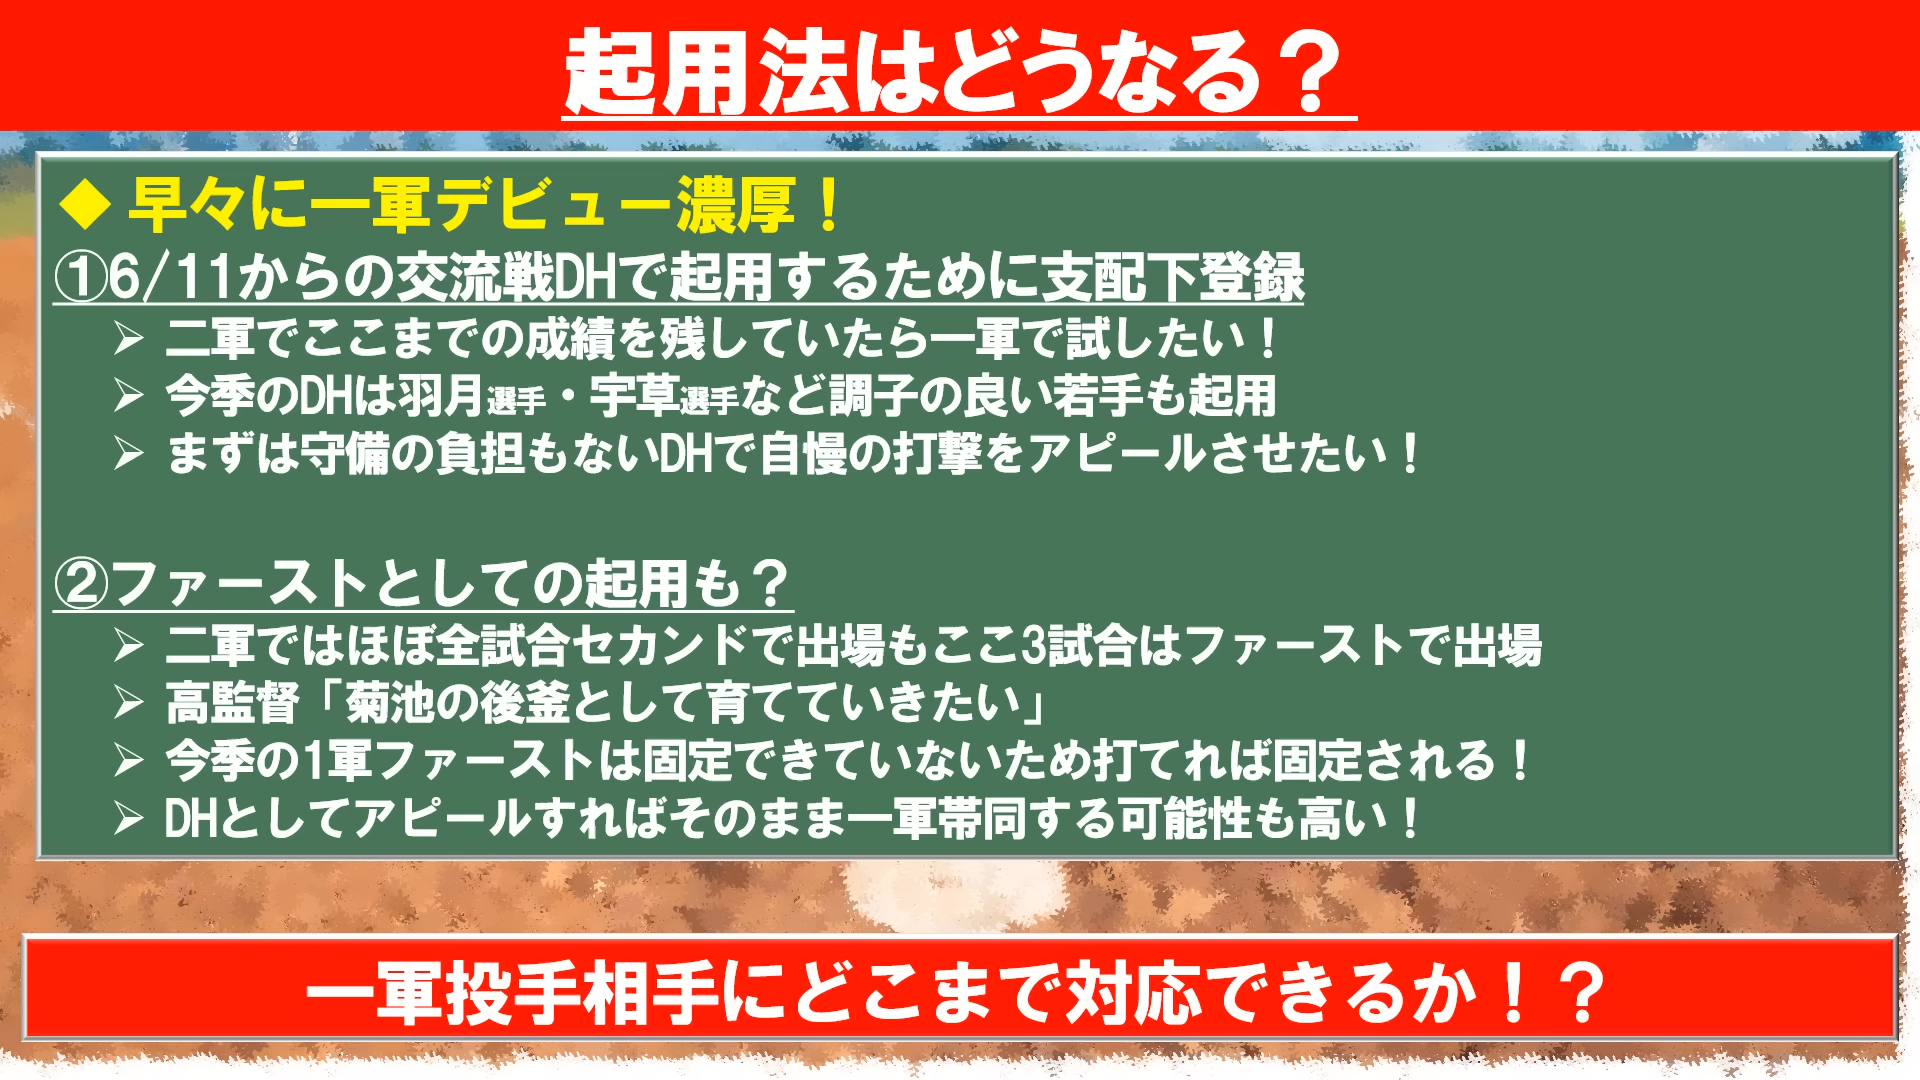 起用法はどうなる？
◆早々に一軍デビュー濃厚！
①6/11からの交流戦DHで起用するために支配下登録
➢ 二軍でここまでの成績を残していたら一軍で試したい！
➢ 今季のDHは羽月選手・宇草選手など調子の良い若手も起用
➢ まずは守備の負担もないDHで自慢の打撃をアピールさせたい！
②ファーストとしての起用も？
➢ 二軍ではほぼ全試合セカンドで出場もここ3試合はファーストで出場
➢ 高監督「菊池の後釜として育てていきたい」
➢ 今季の1軍ファーストは固定できていないため打てれば固定される！
➢ DHとしてアピールすればそのまま一軍帯同する可能性も高い！
一軍投手相手にどこまで対応できるか！？